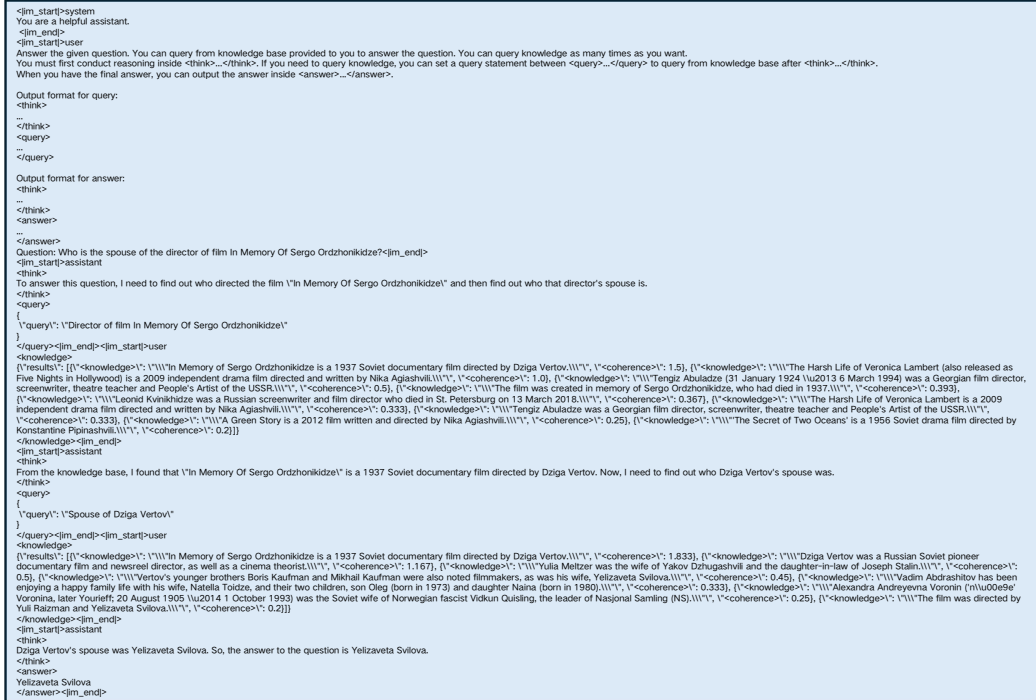 <|im_start|>system
You are a helpful assistant.
<|im_end|>
<|im_start|>user
Answer the given question. You can query from knowledge base provided to you to answer the question. You can query knowledge as many times as you want.
You must first conduct reasoning inside <think>...</think>. If you need to query knowledge, you can set a query statement between <query>...</query> to query from knowledge base after <think>...</think>.
When you have the final answer, you can output the answer inside <answer>...</answer>.
Output format for query:
<think>
...
</think>
<query>
...
</query>
Output format for answer:
<think>
...
</think>
<answer>
...
</answer>
Question: Who is the spouse of the director of film In Memory Of Sergo Ordzhonikidze?<|im_end|>
<|im_start|>assistant
<think>
To answer this question, I need to find out who directed the film \"In Memory Of Sergo Ordzhonikidze\" and then find out who that director's spouse is.
</think>
<query>
{
\"query\": \"Director of film In Memory Of Sergo Ordzhonikidze\"
}
</query><|im_end|><|im_start|>user
<knowledge>
{\"results\": [[{\"<knowledge>\": \"\\\"In Memory of Sergo Ordzhonikidze is a 1937 Soviet documentary film directed by Dziga Vertov.\\\"\", \"<coherence>\": 1.5}, {\"<knowledge>\": \"\\\"The Harsh Life of Veronica Lambert (also released as
Five Nights in Hollywood) is a 2009 independent drama film directed and written by Nika Agiashvili.\\\"\", \"<coherence>\": 1.0}, {\"<knowledge>\": \"\\\"Tengiz Abuladze (31 January 1924 \\u2013 6 March 1994) was a Georgian film director,
screenwriter, theatre teacher and People's Artist of the USSR.\\\"\", \"<coherence>\": 0.5}, {\"<knowledge>\": \"\\\"The film was created in memory of Sergo Ordzhonikidze, who had died in 1937.\\\"\", \"<coherence>\": 0.393},
{\"<knowledge>\": \"\\\"Leonid Kvinikhidze was a Russian screenwriter and film director who died in St. Petersburg on 13 March 2018.\\\"\", \"<coherence>\": 0.367}, {\"<knowledge>\": \"\\\"The Harsh Life of Veronica Lambert is a 2009
independent drama film directed and written by Nika Agiashvili.\\\"\", \"<coherence>\": 0.333}, {\"<knowledge>\": \"\\\"Tengiz Abuladze was a Georgian film director, screenwriter, theatre teacher and People's Artist of the USSR.\\\"\",
\"<coherence>\": 0.333}, {\"<knowledge>\": \"\\\"A Green Story is a 2012 film written and directed by Nika Agiashvili.\\\"\", \"<coherence>\": 0.25}, {\"<knowledge>\": \"\\\"'The Secret of Two Oceans' is a 1956 Soviet drama film directed by
Konstantine Pipinashvili.\\\"\", \"<coherence>\": 0.2}]]}
</knowledge><|im_end|>
<|im_start|>assistant
<think>
From the knowledge base, I found that \"In Memory Of Sergo Ordzhonikidze\" is a 1937 Soviet documentary film directed by Dziga Vertov. Now, I need to find out who Dziga Vertov's spouse was.
</think>
<query>
{
\"query\": \"Spouse of Dziga Vertov\"
}
</query><|im_end|><|im_start|>user
<knowledge>
{\"results\": [[{\"<knowledge>\": \"\\\"In Memory of Sergo Ordzhonikidze is a 1937 Soviet documentary film directed by Dziga Vertov.\\\"\", \"<coherence>\": 1.833}, {\"<knowledge>\": \"\\\"Dziga Vertov was a Russian Soviet pioneer
documentary film and newsreel director, as well as a cinema theorist.\\\"\", \"<coherence>\": 1.167}, {\"<knowledge>\": \"\\\"Yulia Meltzer was the wife of Yakov Dzhugashvili and the daughter-in-law of Joseph Stalin.\\\"\", \"<coherence>\":
0.5}, {\"<knowledge>\": \"\\\"Vertov's younger brothers Boris Kaufman and Mikhail Kaufman were also noted filmmakers, as was his wife, Yelizaveta Svilova.\\\"\", \"<coherence>\": 0.45}, {\"<knowledge>\": \"\\\"Vadim Abdrashitov has been
enjoying a happy family life with his wife, Natella Toidze, and their two children, son Oleg (born in 1973) and daughter Naina (born in 1980).\\\"\", \"<coherence>\": 0.333}, {\"<knowledge>\": \"\\\"Alexandra Andreyevna Voronin ('n\\u00e9e'
Voronina, later Yourieff; 20 August 1905 \\u2014 1 October 1993) was the Soviet wife of Norwegian fascist Vidkun Quisling, the leader of Nasjonal Samling (NS).\\\"\", \"<coherence>\": 0.25}, {\"<knowledge>\": \"\\\"The film was directed by
Yuli Raizman and Yelizaveta Svilova.\\\"\", \"<coherence>\": 0.2}]]}
</knowledge><|im_end|>
<|im_start|>assistant
<think>
Dziga Vertov's spouse was Yelizaveta Svilova. So, the answer to the question is Yelizaveta Svilova.
</think>
<answer>
Yelizaveta Svilova
</answer><|im_end|>